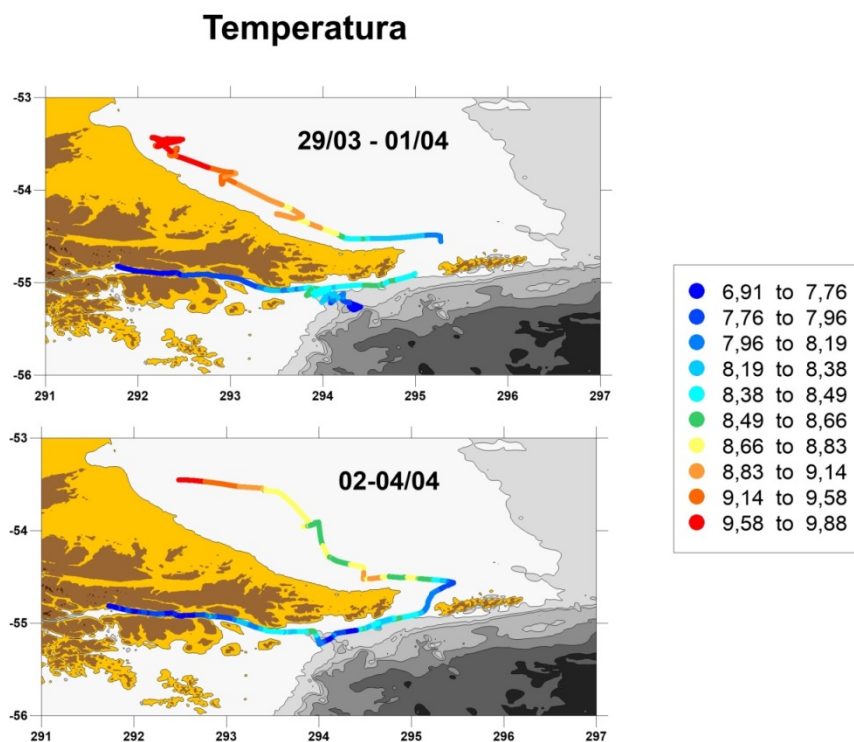 Temperatura
-53
29/03 - 01/04
-54
-55
-56
291 292 293 294 295 296 297
-53
02-04/04
-54
-55
-56
291 292 293 294 295 296 297
6,91 to 7,76
7,76 to 7,96
7,96 to 8,19
8,19 to 8,38
8,38 to 8,49
8,49 to 8,66
8,66 to 8,83
8,83 to 9,14
9,14 to 9,58
9,58 to 9,88